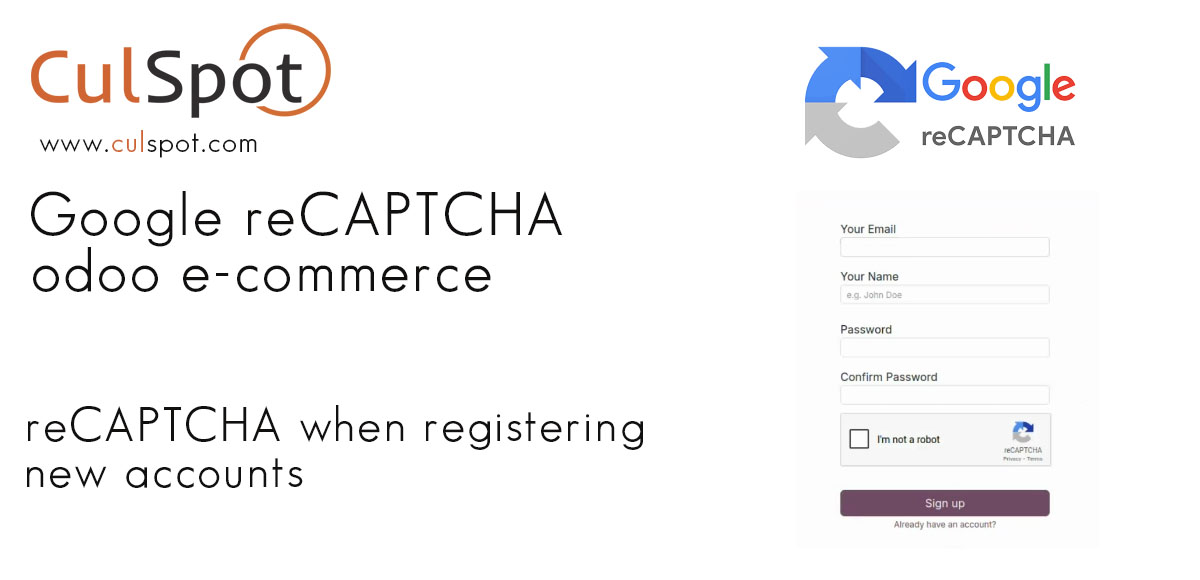 CulSpot
www.culspot.com
Google reCAPTCHA
odoo e-commerce
reCAPTCHA when registering
new accounts
Google
reCAPTCHA
Your Email
Your Name
e.g. John Doe
Password
Confirm Password
I'm not a robot
reCAPTCHA
Privacy - Terms
Sign up
Already have an account?